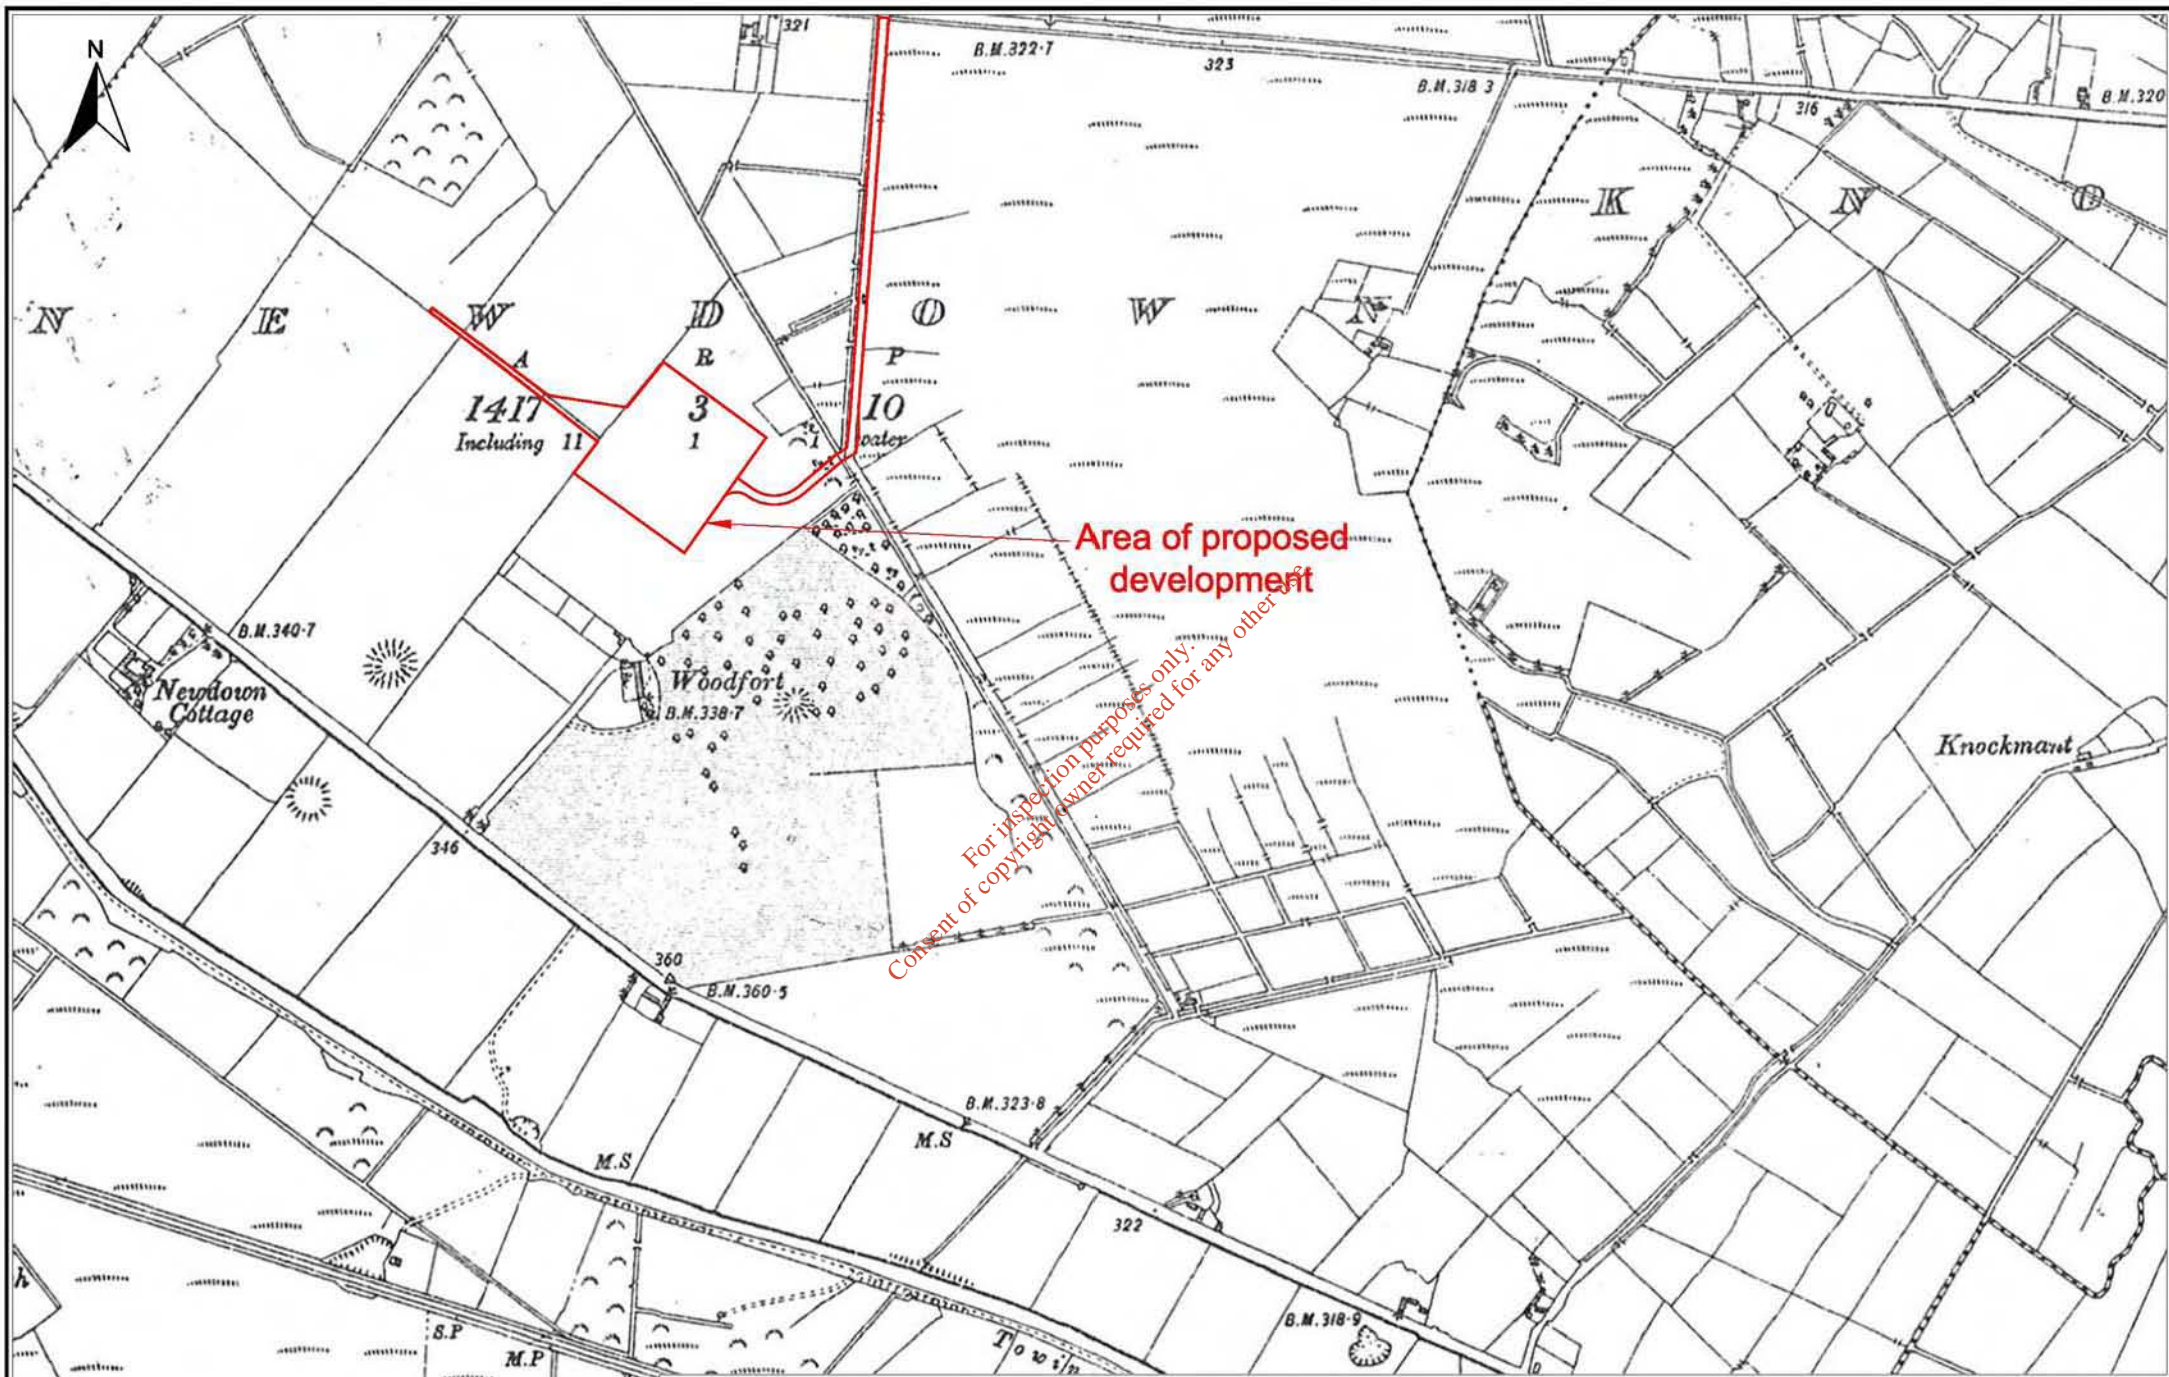 N
321
B.M.322·7
323
B.M.318 3
316
B.M.320
K N O
N E W D O W N
A R P
1417 3 10
Including 11 1 1 water
Area of proposed
development
B.M.340·7
Newdown
Cottage
Woodfort
B.M.338·7
Knockmant
346
360
B.M.360·5
B.M.323·8
M.S
M.S
322
B.M.318·9
h
S.P
M.P
Towin
For inspection purposes only.
Consent of copyright owner required for any other use.